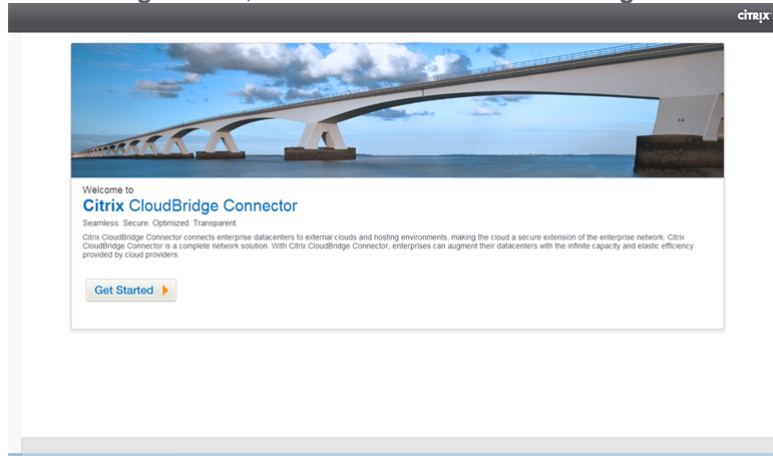 CİTRIX
Welcome to
Citrix CloudBridge Connector
Seamless. Secure. Optimized. Transparent.
Citrix CloudBridge Connector connects enterprise datacenters to external clouds and hosting environments, making the cloud a secure extension of the enterprise network. Citrix
CloudBridge Connector is a complete network solution. With Citrix CloudBridge Connector, enterprises can augment their datacenters with the infinite capacity and elastic efficiency
provided by cloud providers.
Get Started